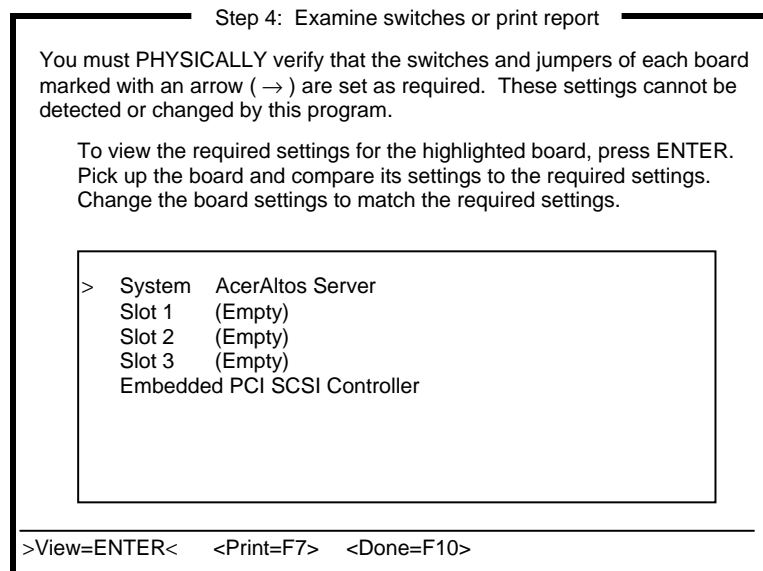 Step 4: Examine switches or print report
You must PHYSICALLY verify that the switches and jumpers of each board
marked with an arrow ( → ) are set as required. These settings cannot be
detected or changed by this program.
To view the required settings for the highlighted board, press ENTER.
Pick up the board and compare its settings to the required settings.
Change the board settings to match the required settings.
> System AcerAltos Server
Slot 1 (Empty)
Slot 2 (Empty)
Slot 3 (Empty)
Embedded PCI SCSI Controller
>View=ENTER< <Print=F7> <Done=F10>